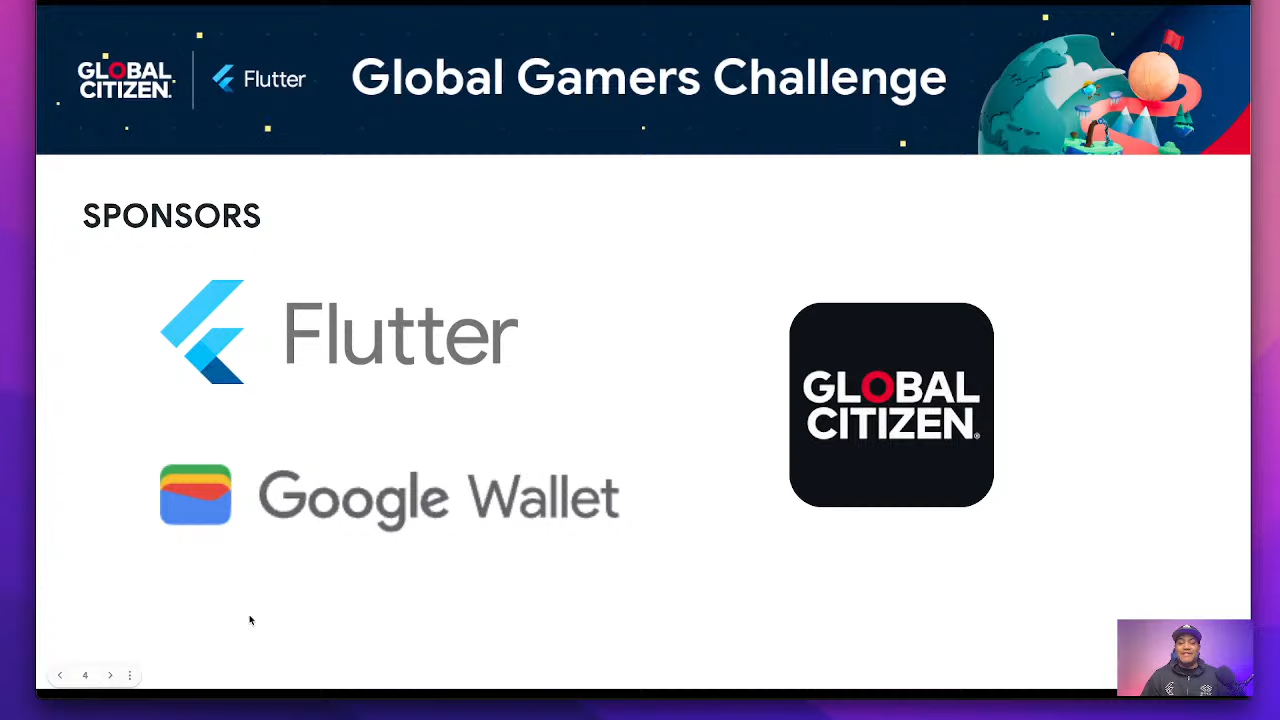 GLOBAL
CITIZEN.
Flutter
Global Gamers Challenge
SPONSORS
Flutter
GLOBAL
CITIZEN®
Google Wallet
4